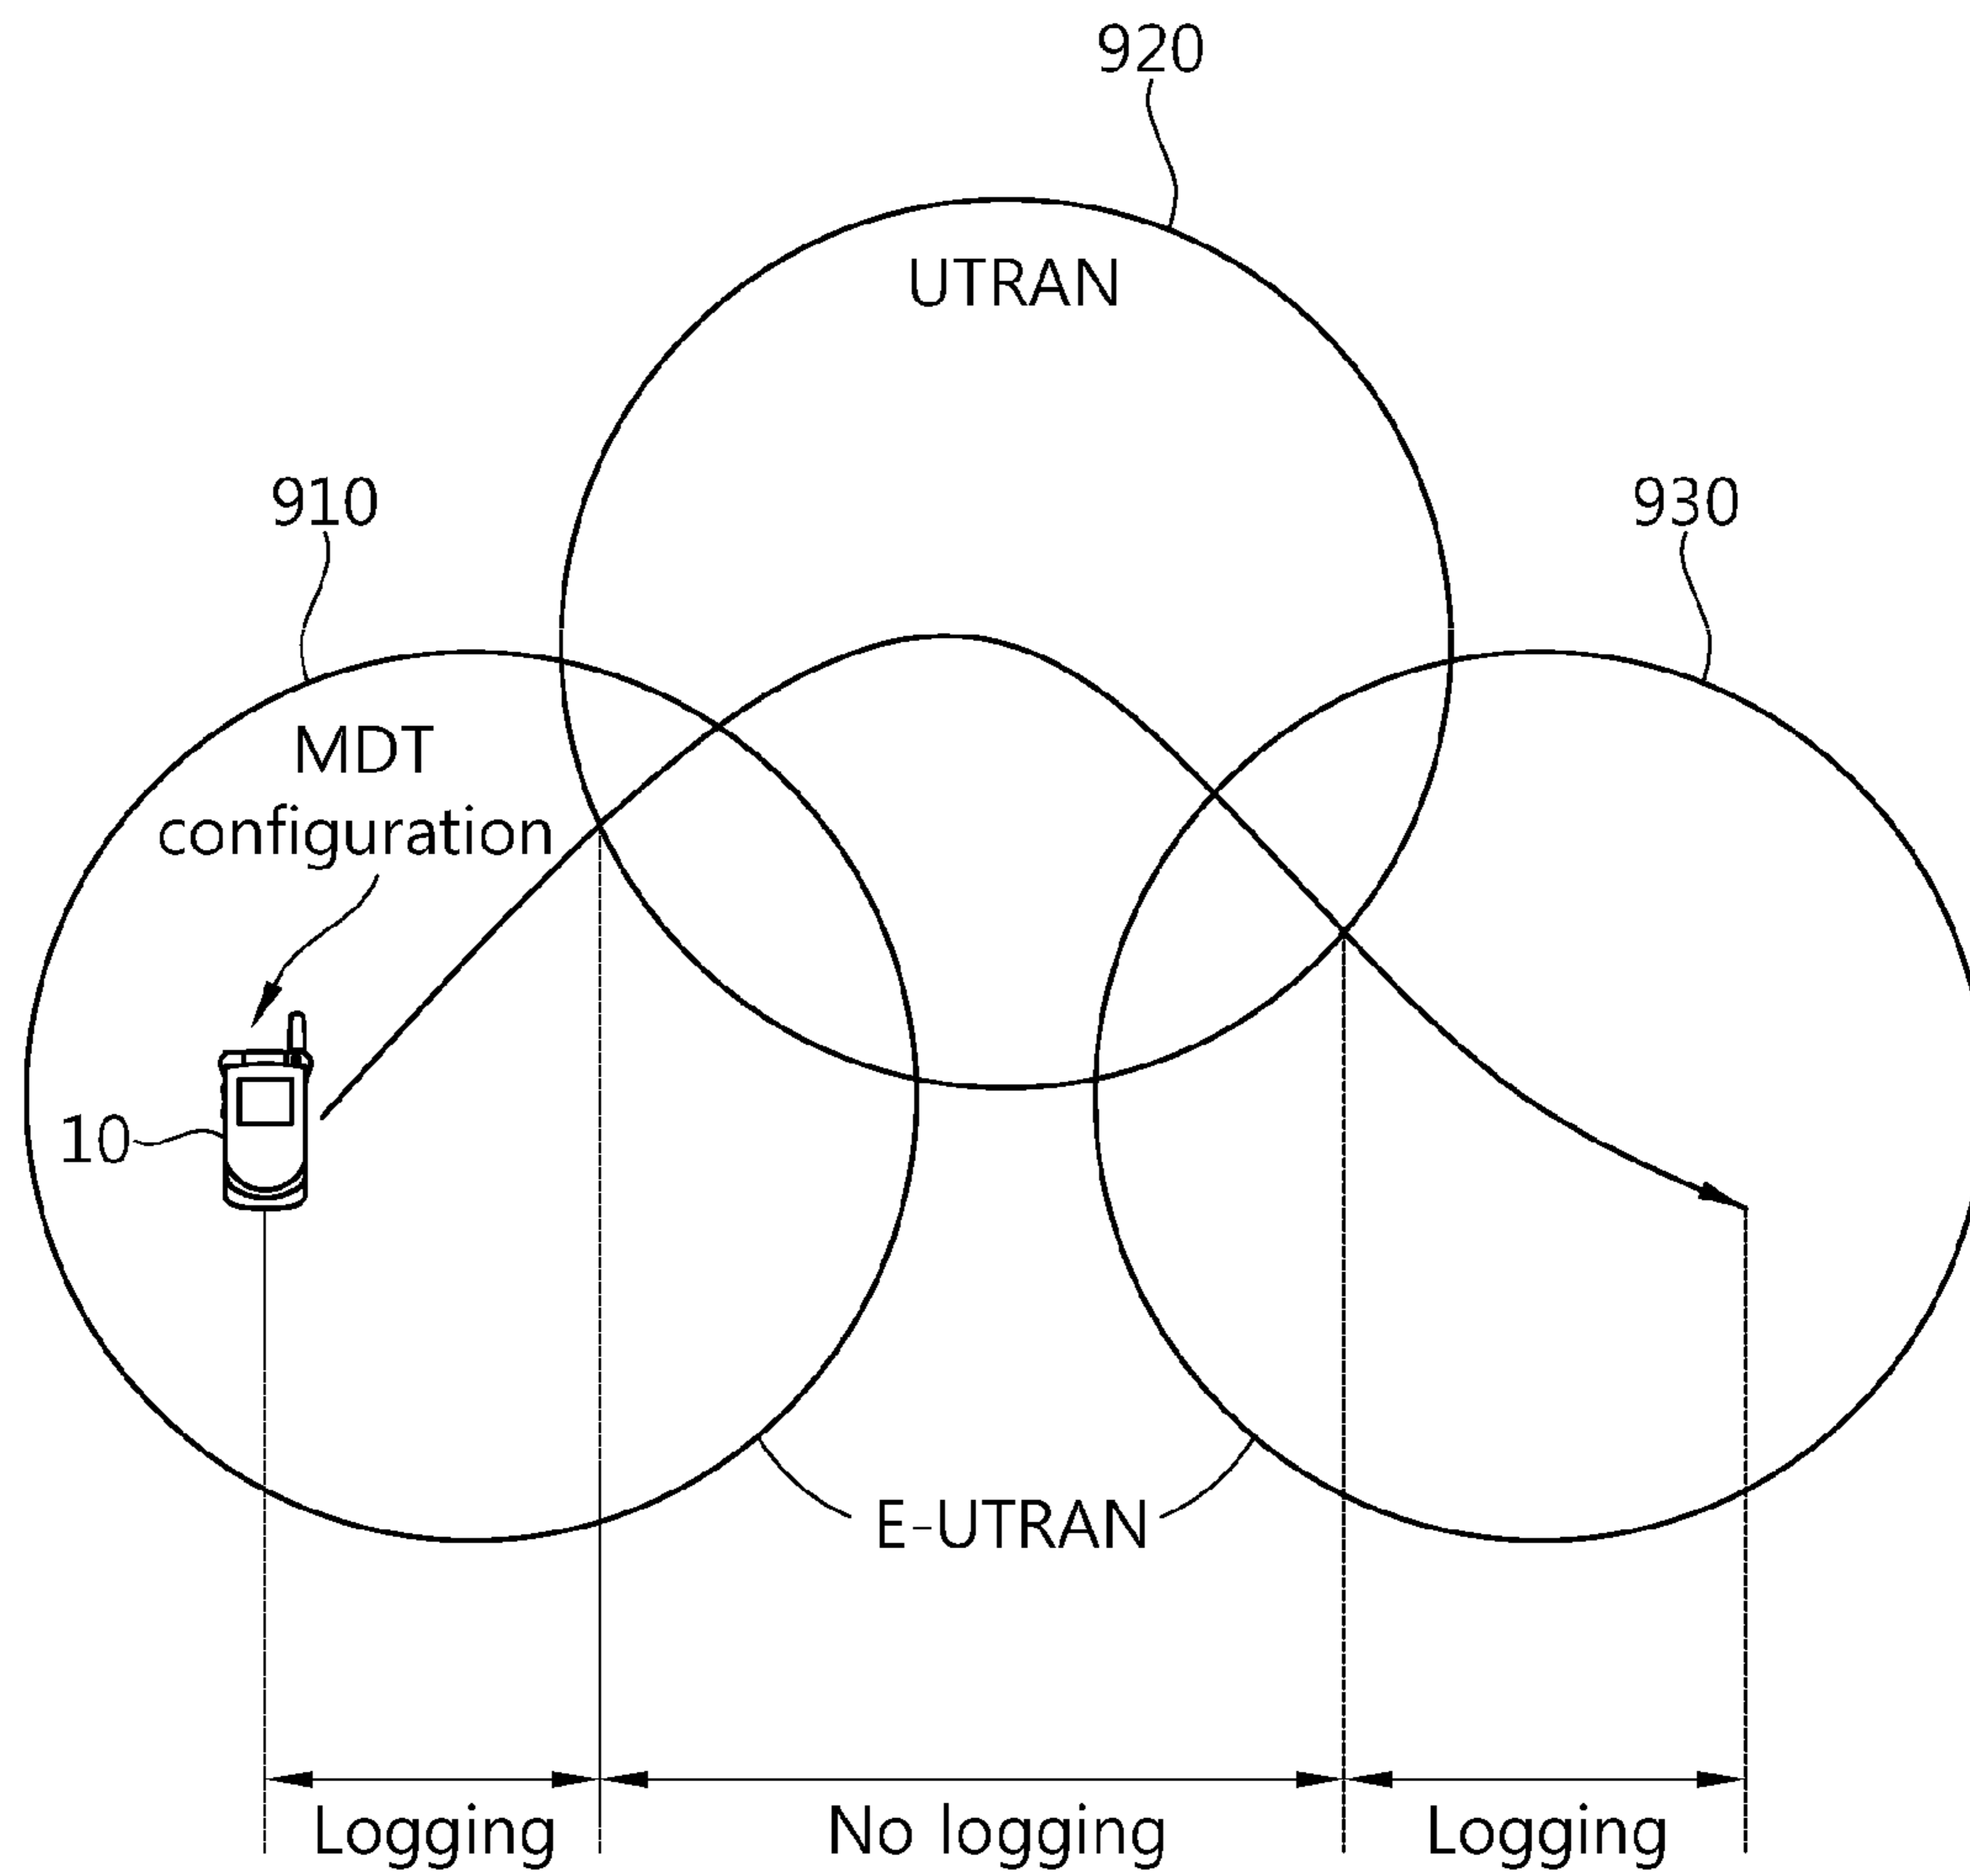 920
UTRAN
910
930
MDT
configuration
10
E-UTRAN
Logging
No logging
Logging